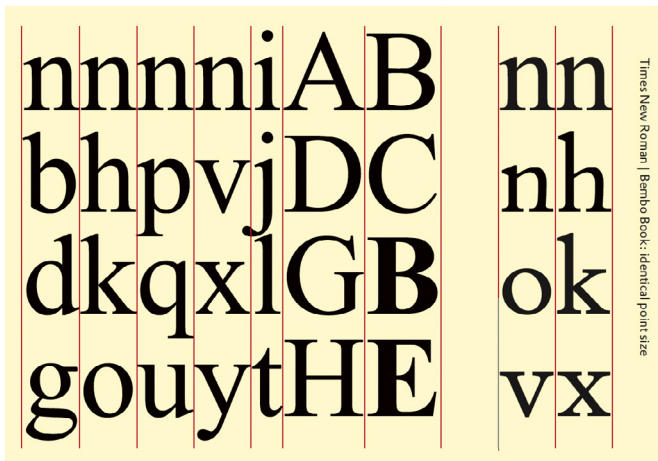 nnnniAB nn
bhpvjDC nh
dkqxlGB ok
gouytHE vx
Times New Roman | Bembo Book: identical point size